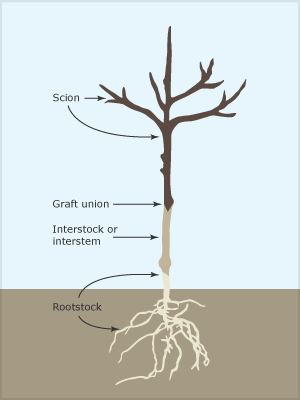 Scion
Graft union
Interstock or
interstem
Rootstock